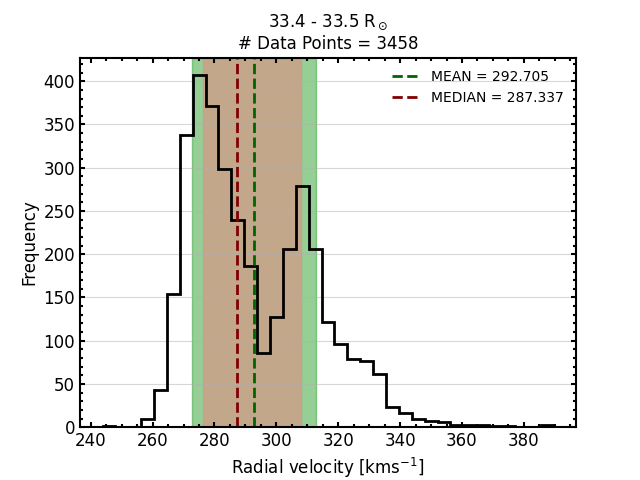 33.4 - 33.5 R⊙
# Data Points = 3458
MEAN = 292.705
MEDIAN = 287.337
400
350
300
250
200
150
100
50
0
Frequency
240 260 280 300 320 340 360 380
Radial velocity [kms⁻¹]